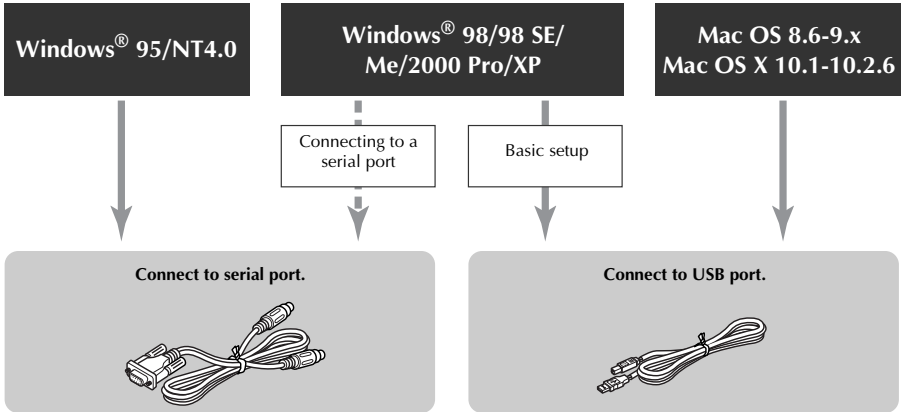 Windows® 95/NT4.0
Windows® 98/98 SE/
Me/2000 Pro/XP
Mac OS 8.6-9.x
Mac OS X 10.1-10.2.6
Connecting to a
serial port
Basic setup
Connect to serial port.
Connect to USB port.